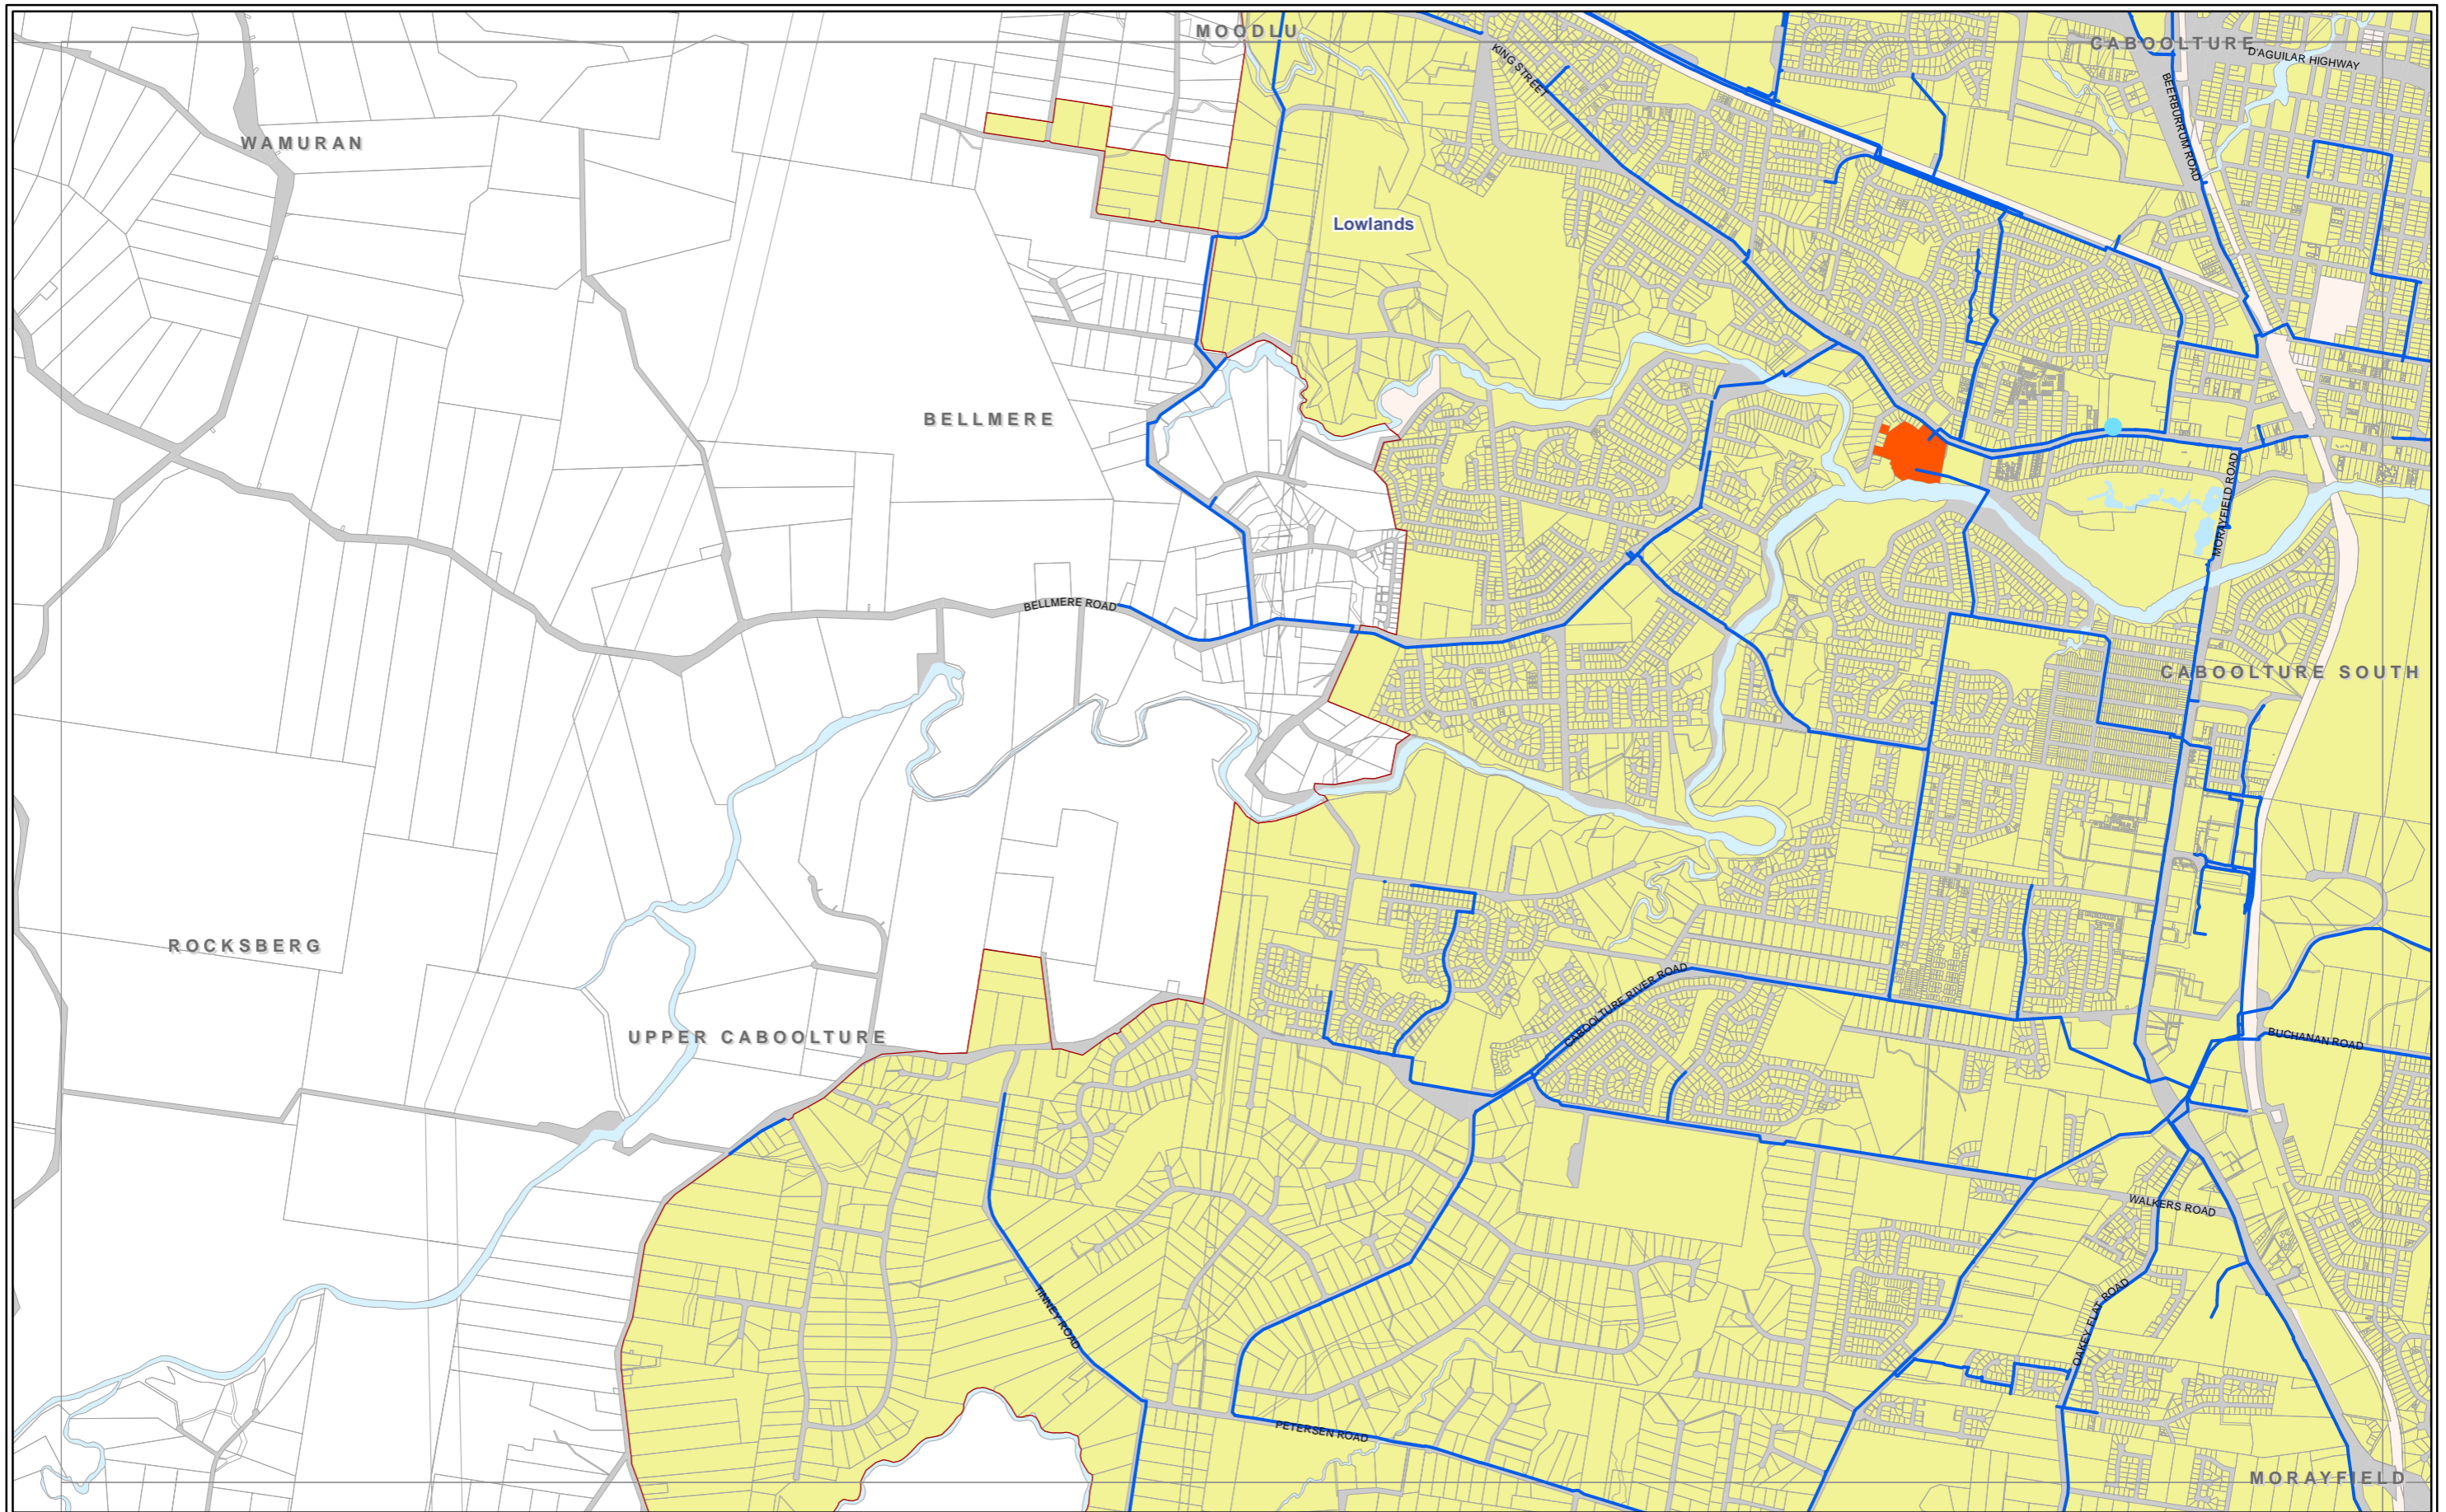 MOODLU
CABOOLTURE
D'AGUILAR HIGHWAY
KING STREET
BEERBURRUM ROAD
WAMURAN
Lowlands
BELLMERE
MORAYFIELD ROAD
BELLMERE ROAD
CABOOLTURE SOUTH
ROCKSBERG
CABOOLTURE RIVER ROAD
UPPER CABOOLTURE
BUCHANAN ROAD
WALKERS ROAD
TINNEY ROAD
OAKEY FLAT ROAD
PETERSEN ROAD
MORAYFIELD